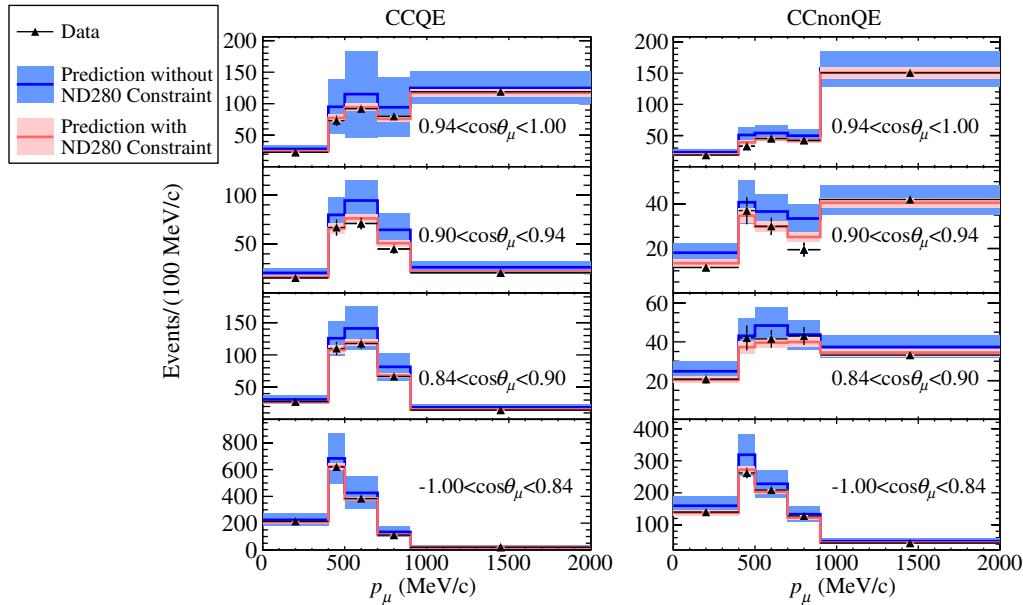 CCQE
CCnonQE
Data
Prediction without
ND280 Constraint
Prediction with
ND280 Constraint
Events/(100 MeV/c)
200
150
100
50
0.94<cosθμ<1.00
100
50
0.90<cosθμ<0.94
150
100
50
0.84<cosθμ<0.90
800
600
400
200
0
-1.00<cosθμ<0.84
0 500 1000 1500 2000
pμ (MeV/c)
200
150
100
50
0.94<cosθμ<1.00
40
20
0.90<cosθμ<0.94
60
40
20
0.84<cosθμ<0.90
400
300
200
100
-1.00<cosθμ<0.84
0 500 1000 1500 2000
pμ (MeV/c)